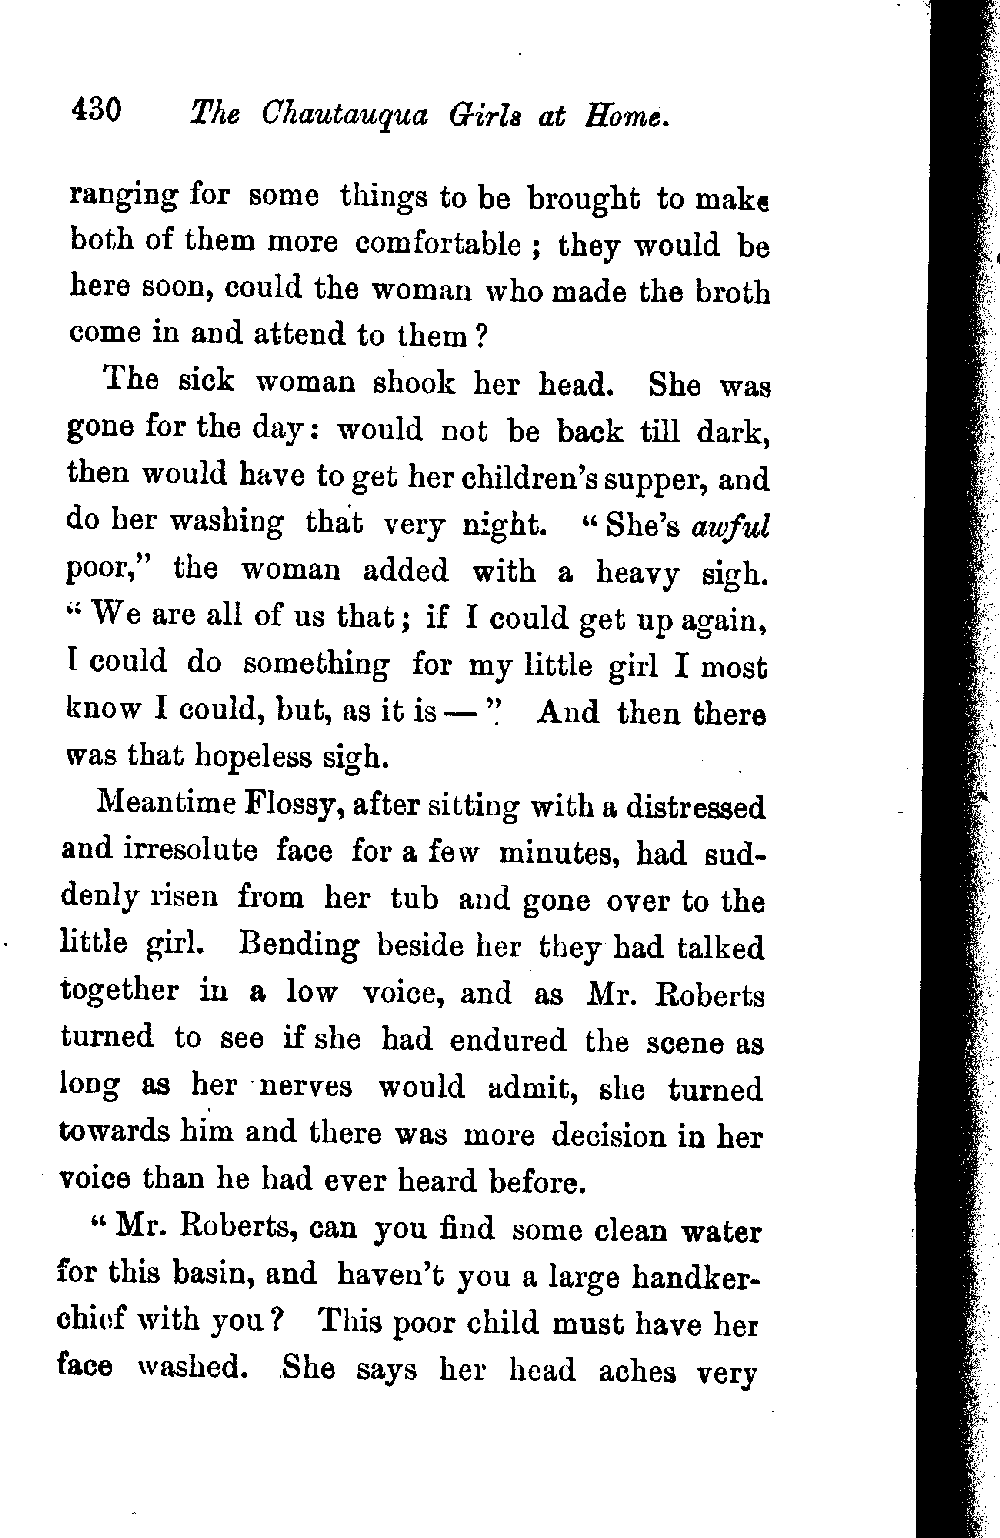 430 The Chautauqua Girls at Home.
ranging for some things to be brought to make
both of them more comfortable ; they would be
here soon, could the woman who made the broth
come in and attend to them ?
The sick woman shook her head. She was
gone for the day: would not be back till dark,
then would have to get her children's supper, and
do her washing that very night. “ She's awful
poor,” the woman added with a heavy sigh.
“ We are all of us that ; if I could get up again,
I could do something for my little girl I most
know I could, but, as it is — ” And then there
was that hopeless sigh.
Meantime Flossy, after sitting with a distressed
and irresolute face for a few minutes, had sud-
denly risen from her tub and gone over to the
little girl. Bending beside her they had talked
together in a low voice, and as Mr. Roberts
turned to see if she had endured the scene as
long as her nerves would admit, she turned
towards him and there was more decision in her
voice than he had ever heard before.
“ Mr. Roberts, can you find some clean water
for this basin, and haven't you a large handker-
chief with you ? This poor child must have her
face washed. She says her head aches very